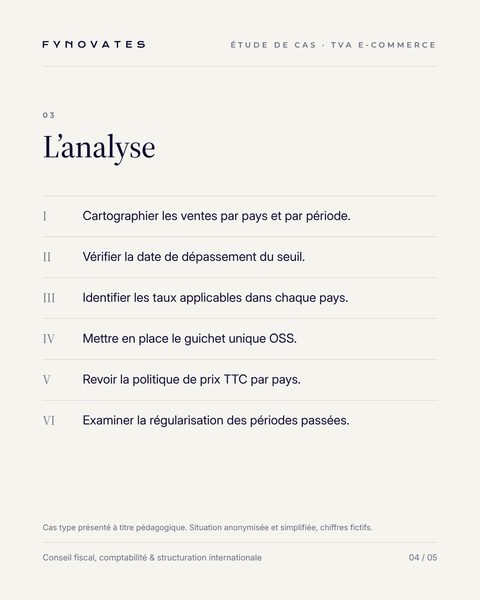 FYNOVATES
ÉTUDE DE CAS · TVA E-COMMERCE
03
L’analyse
I Cartographier les ventes par pays et par période.
II Vérifier la date de dépassement du seuil.
III Identifier les taux applicables dans chaque pays.
IV Mettre en place le guichet unique OSS.
V Revoir la politique de prix TTC par pays.
VI Examiner la régularisation des périodes passées.
Cas type présenté à titre pédagogique. Situation anonymisée et simplifiée, chiffres fictifs.
Conseil fiscal, comptabilité & structuration internationale
04 / 05